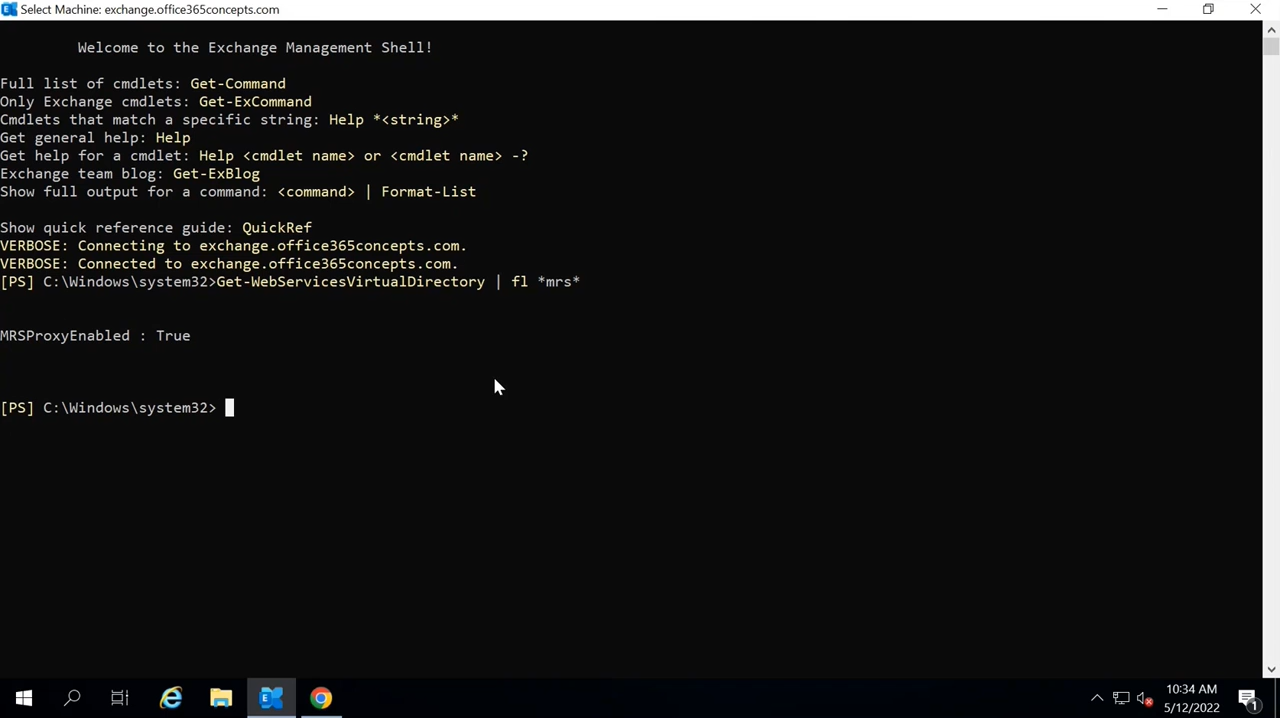 Select Machine: exchange.office365concepts.com
Welcome to the Exchange Management Shell!
Full list of cmdlets: Get-Command
Only Exchange cmdlets: Get-ExCommand
Cmdlets that match a specific string: Help *<string>*
Get general help: Help
Get help for a cmdlet: Help <cmdlet name> or <cmdlet name> -?
Exchange team blog: Get-ExBlog
Show full output for a command: <command> | Format-List
Show quick reference guide: QuickRef
VERBOSE: Connecting to exchange.office365concepts.com.
VERBOSE: Connected to exchange.office365concepts.com.
[PS] C:\Windows\system32>Get-WebServicesVirtualDirectory | fl *mrs*
MRSProxyEnabled : True
[PS] C:\Windows\system32>
10:34 AM
5/12/2022
1